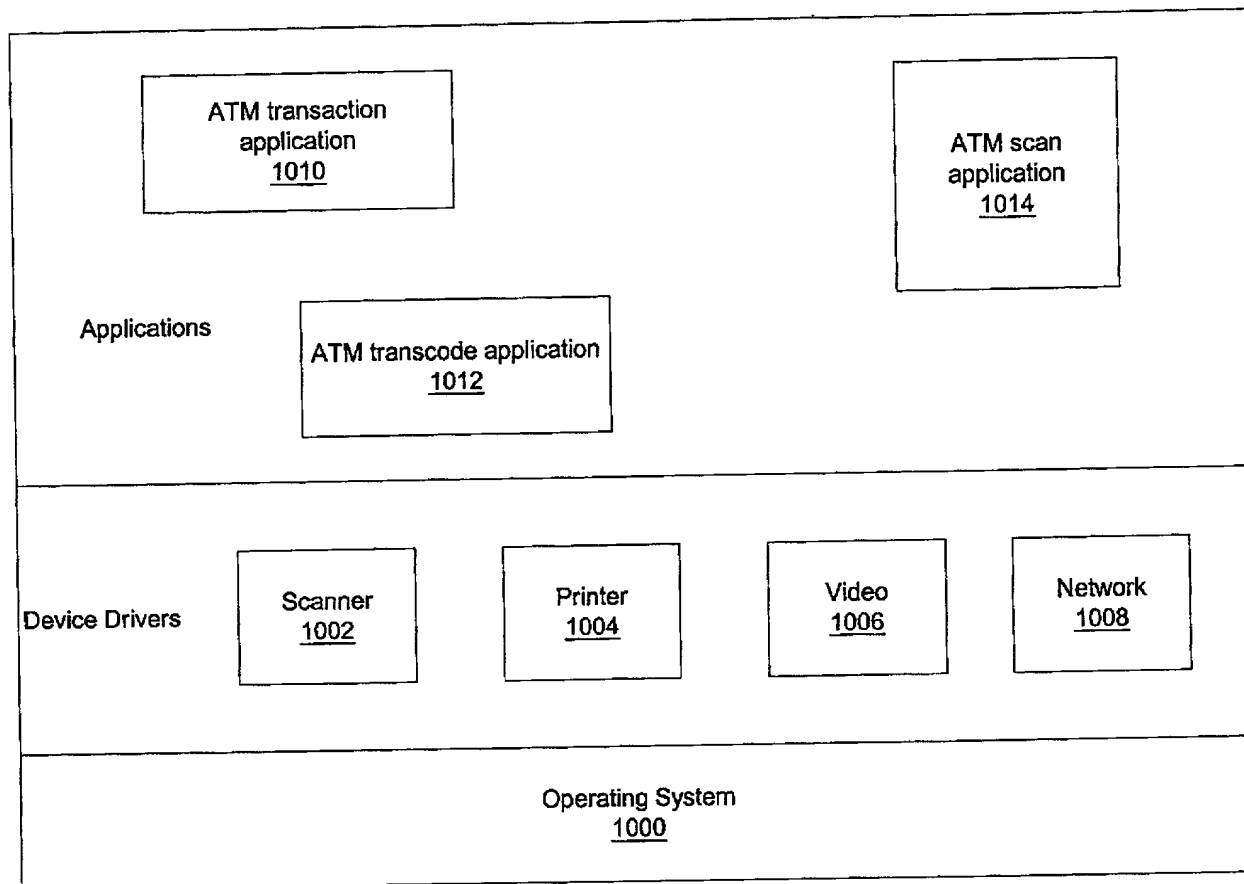 ATM transaction
application
1010
ATM scan
application
1014
Applications
ATM transcode application
1012
Device Drivers
Scanner
1002
Printer
1004
Video
1006
Network
1008
Operating System
1000